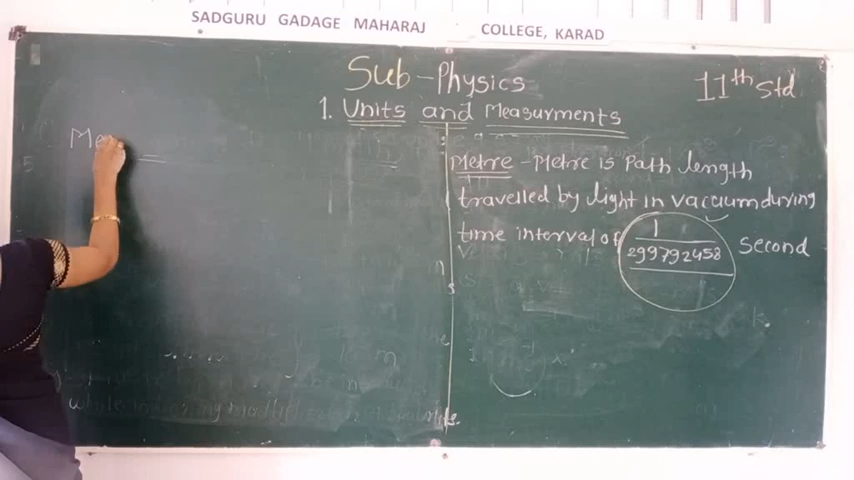 SADGURU GADAGE MAHARAJ COLLEGE, KARAD
Sub-Physics
11th Std
1. Units and Measurments
Me
Metre - Metre is Path length
travelled by light in vacuum during
time interval of 1/299792458 second